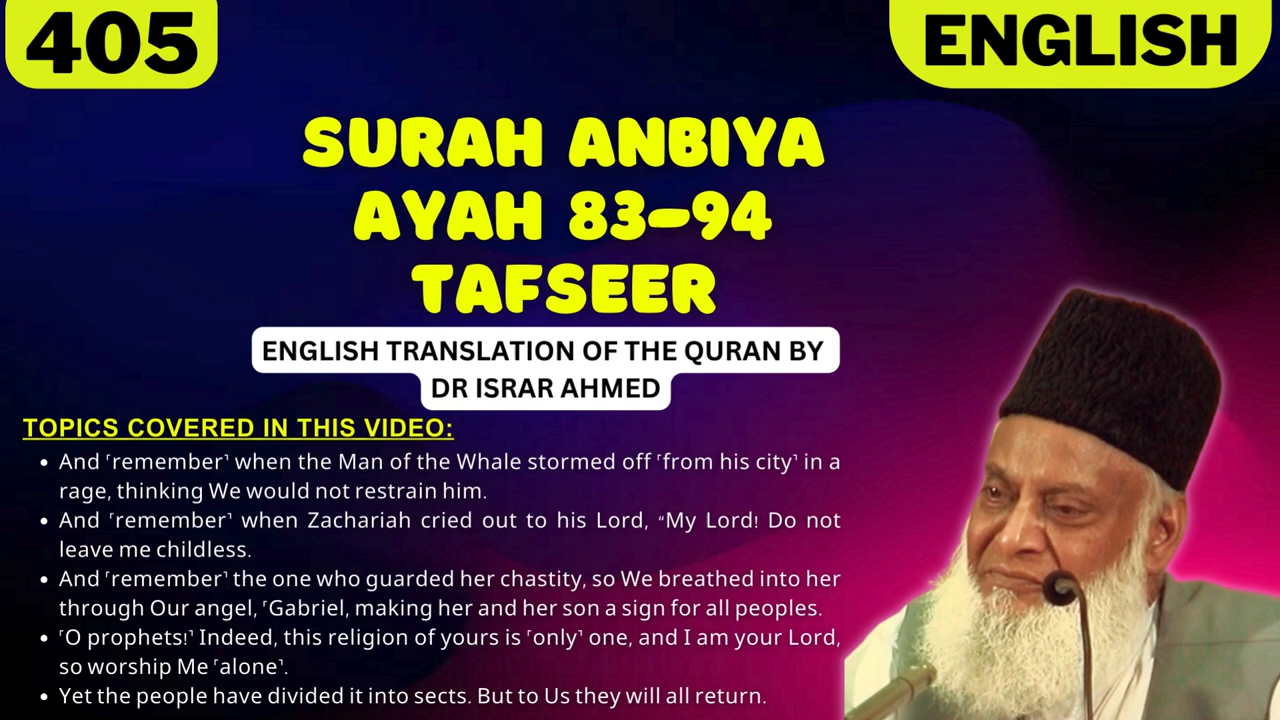 405
ENGLISH
SURAH ANBIYA
AYAH 83–94
TAFSEER
ENGLISH TRANSLATION OF THE QURAN BY
DR ISRAR AHMED
TOPICS COVERED IN THIS VIDEO:
• And ˹remember˺ when the Man of the Whale stormed off ˹from his city˺ in a
rage, thinking We would not restrain him.
• And ˹remember˺ when Zachariah cried out to his Lord, “My Lord! Do not
leave me childless.
• And ˹remember˺ the one who guarded her chastity, so We breathed into her
through Our angel, ˹Gabriel, making her and her son a sign for all peoples.
• ˹O prophets!˺ Indeed, this religion of yours is ˹only˺ one, and I am your Lord,
so worship Me ˹alone˺.
• Yet the people have divided it into sects. But to Us they will all return.